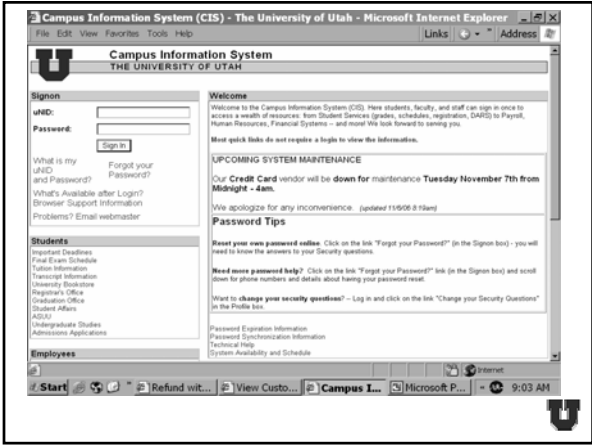 Campus Information System (CIS) - The University of Utah - Microsoft Internet Explorer
File Edit View Favorites Tools Help
Links
Address
Campus Information System
THE UNIVERSITY OF UTAH
Signon
uNID:
Password:
Sign In
What is my
uNID
and Password?
Forgot your
Password?
What's Available after Login?
Browser Support Information
Problems? Email webmaster
Students
Important Deadlines
Final Exam Schedule
Tuition Information
Transcript Information
University Bookstore
Registrar's Office
Graduation Office
Student Affairs
ASUU
Undergraduate Studies
Admissions Applications
Employees
Welcome
Welcome to the Campus Information System (CIS). Here students, faculty, and staff can sign in once to
access a wealth of resources: from Student Services (grades, schedules, registration, DARS) to Payroll,
Human Resources, Financial Systems -- and more! We look forward to serving you.
Most quick links do not require a login to view the information.
UPCOMING SYSTEM MAINTENANCE
Our Credit Card vendor will be down for maintenance Tuesday November 7th from
Midnight - 4am.
We apologize for any inconvenience. (updated 11/6/06 8:19am)
Password Tips
Reset your own password online. Click on the link "Forgot your Password?" (in the Signon box) - you will
need to know the answers to your Security questions.
Need more password help? Click on the link "Forgot your Password?" link (in the Signon box) and scroll
down for phone numbers and details about having your password reset.
Want to change your security questions? -- Log in and click on the link "Change your Security Questions"
in the Profile box.
Password Expiration Information
Password Synchronization Information
Technical Help
System Availability and Schedule
Internet
Start
Refund wit...
View Custo...
Campus I...
Microsoft P...
9:03 AM
U